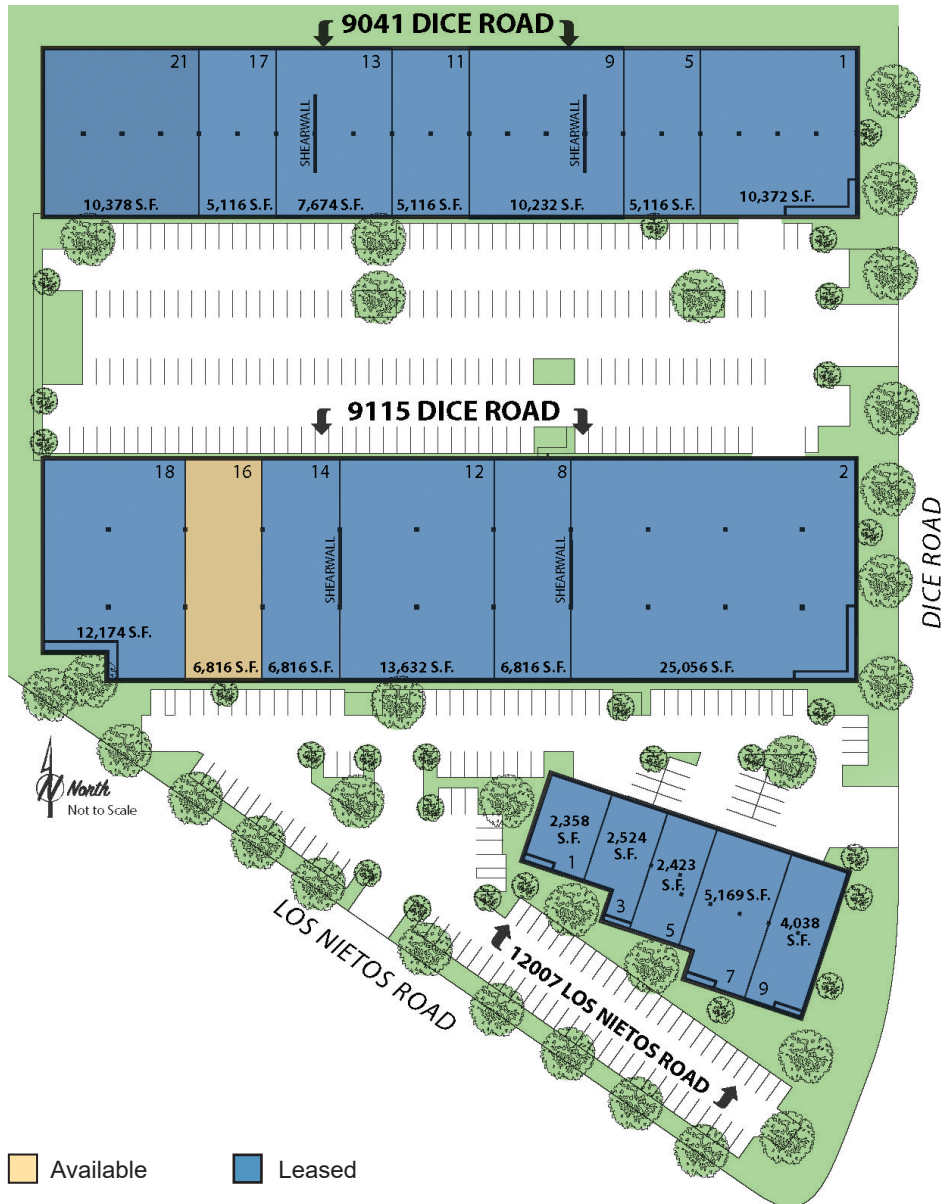 9041 DICE ROAD
21 17 13 11 9 5 1
SHEARWALL
SHEARWALL
10,378 S.F. 5,116 S.F. 7,674 S.F. 5,116 S.F. 10,232 S.F. 5,116 S.F. 10,372 S.F.
9115 DICE ROAD
18 16 14 12 8 2
SHEARWALL
SHEARWALL
12,174 S.F. 6,816 S.F. 6,816 S.F. 13,632 S.F. 6,816 S.F. 25,056 S.F.
DICE ROAD
N North
Not to Scale
2,358
S.F.
1
2,524
S.F.
3
2,423
S.F.
5
5,169 S.F.
7
4,038
S.F.
9
LOS NIETOS ROAD
12007 LOS NIETOS ROAD
Available
Leased